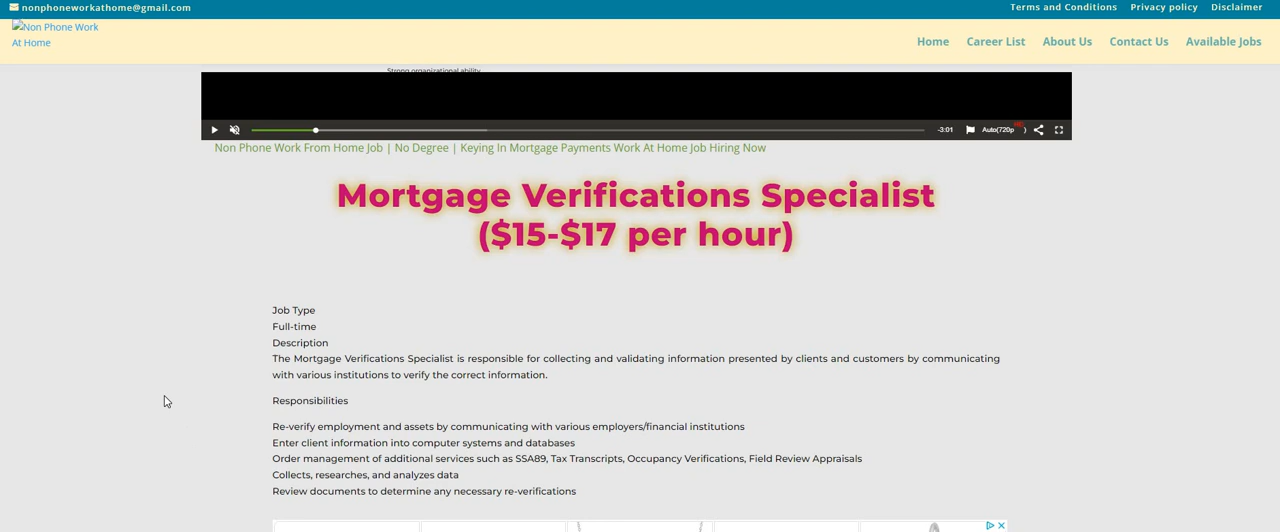 nonphoneworkathome@gmail.com
Terms and Conditions Privacy policy Disclaimer
Non Phone Work
At Home
Home Career List About Us Contact Us Available Jobs
Strong organizational ability
-3:01 Auto(720p HD )
Non Phone Work From Home Job | No Degree | Keying In Mortgage Payments Work At Home Job Hiring Now
Mortgage Verifications Specialist
($15-$17 per hour)
Job Type
Full-time
Description
The Mortgage Verifications Specialist is responsible for collecting and validating information presented by clients and customers by communicating
with various institutions to verify the correct information.
Responsibilities
Re-verify employment and assets by communicating with various employers/financial institutions
Enter client information into computer systems and databases
Order management of additional services such as SSA89, Tax Transcripts, Occupancy Verifications, Field Review Appraisals
Collects, researches, and analyzes data
Review documents to determine any necessary re-verifications